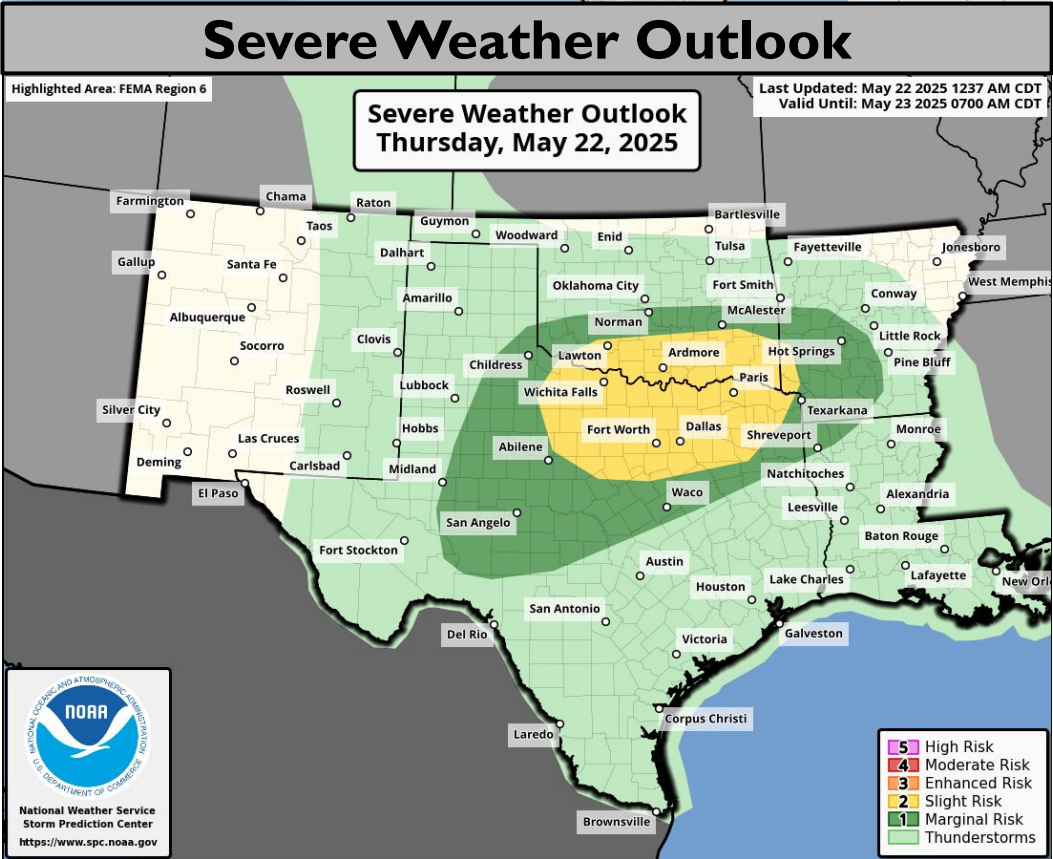 Severe Weather Outlook
Highlighted Area: FEMA Region 6
Last Updated: May 22 2025 1237 AM CDT
Valid Until: May 23 2025 0700 AM CDT
Severe Weather Outlook
Thursday, May 22, 2025
Farmington
Chama
Raton
Taos
Guymon
Woodward
Enid
Bartlesville
Tulsa
Fayetteville
Jonesboro
Gallup
Santa Fe
Dalhart
Oklahoma City
Fort Smith
West Memphis
Albuquerque
Amarillo
Norman
McAlester
Conway
Socorro
Clovis
Childress
Lawton
Ardmore
Hot Springs
Little Rock
Pine Bluff
Roswell
Lubbock
Wichita Falls
Paris
Silver City
Hobbs
Texarkana
Las Cruces
Fort Worth
Dallas
Shreveport
Monroe
Deming
Carlsbad
Midland
Abilene
Natchitoches
El Paso
San Angelo
Waco
Leesville
Alexandria
Fort Stockton
Austin
Baton Rouge
Houston
Lake Charles
Lafayette
New Orl
San Antonio
Del Rio
Victoria
Galveston
Laredo
Corpus Christi
Brownsville
NATIONAL OCEANIC AND ATMOSPHERIC ADMINISTRATION
NOAA
U.S. DEPARTMENT OF COMMERCE
National Weather Service
Storm Prediction Center
https://www.spc.noaa.gov
5 High Risk
4 Moderate Risk
3 Enhanced Risk
2 Slight Risk
1 Marginal Risk
Thunderstorms